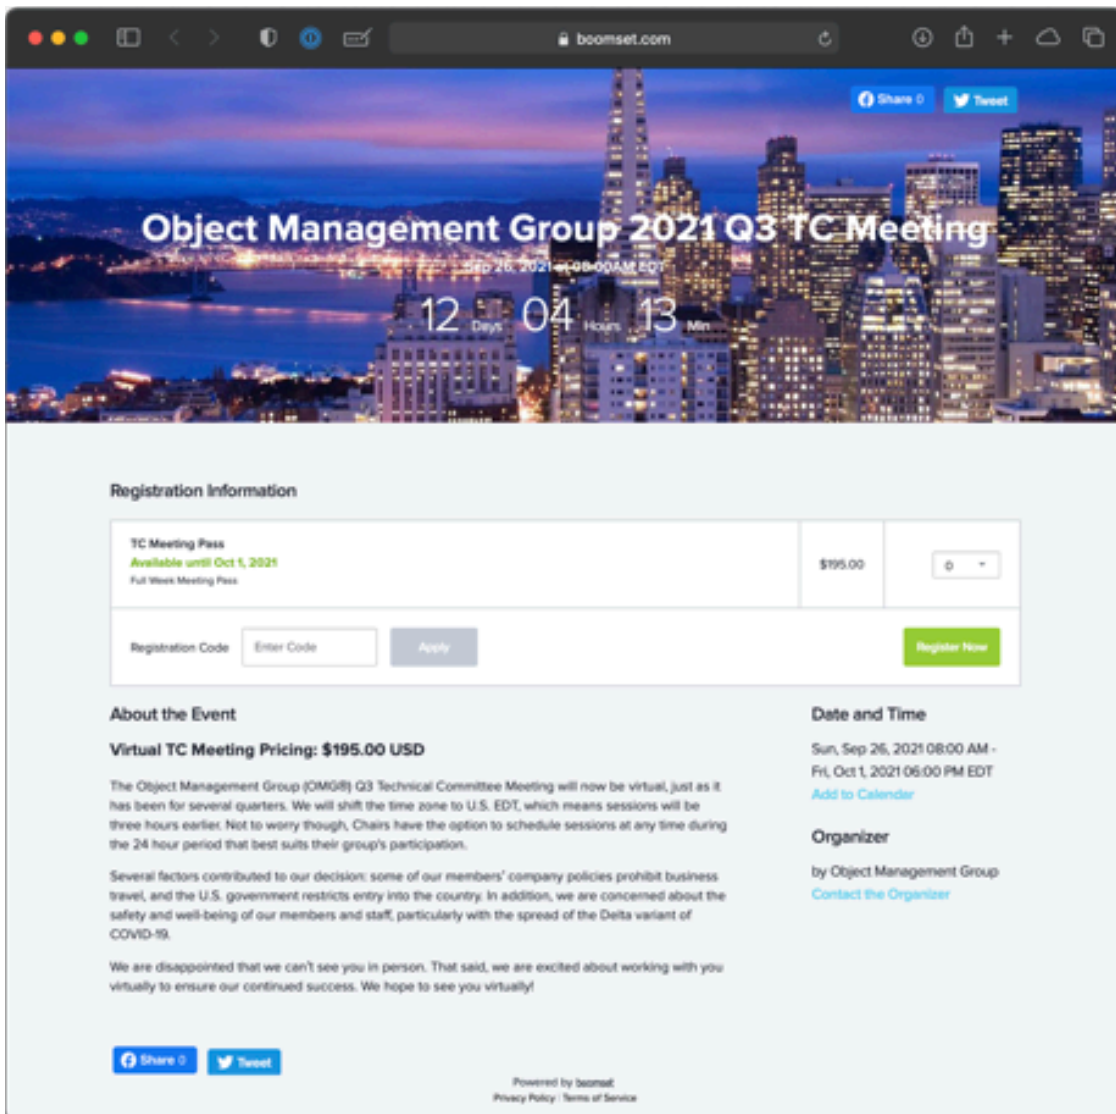 boomset.com
Share 0
Tweet
Object Management Group 2021 Q3 TC Meeting
Sep 26, 2021 at 08:00AM EDT
12 Days 04 Hours 13 Min
Registration Information
TC Meeting Pass
Available until Oct 1, 2021
Full Week Meeting Pass
$195.00
0
Registration Code
Enter Code
Apply
Register Now
About the Event
Virtual TC Meeting Pricing: $195.00 USD
The Object Management Group (OMG®) Q3 Technical Committee Meeting will now be virtual, just as it
has been for several quarters. We will shift the time zone to U.S. EDT, which means sessions will be
three hours earlier. Not to worry though, Chairs have the option to schedule sessions at any time during
the 24 hour period that best suits their group's participation.
Several factors contributed to our decision: some of our members' company policies prohibit business
travel, and the U.S. government restricts entry into the country. In addition, we are concerned about the
safety and well-being of our members and staff, particularly with the spread of the Delta variant of
COVID-19.
We are disappointed that we can't see you in person. That said, we are excited about working with you
virtually to ensure our continued success. We hope to see you virtually!
Date and Time
Sun, Sep 26, 2021 08:00 AM -
Fri, Oct 1, 2021 06:00 PM EDT
Add to Calendar
Organizer
by Object Management Group
Contact the Organizer
Share 0
Tweet
Powered by boomset
Privacy Policy | Terms of Service